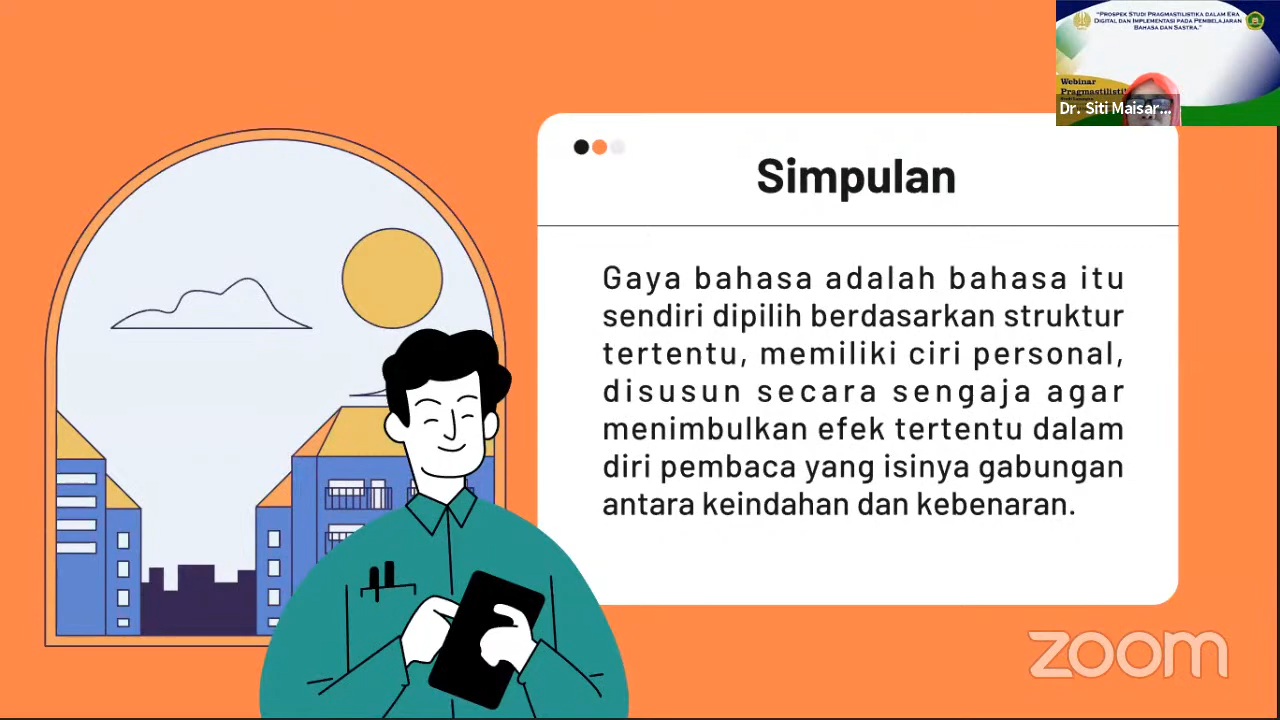 "Prospek Studi Pragmastilistika dalam Era
Digital dan Implementasi pada Pembelajaran
Bahasa dan Sastra."
Webinar
Pragmastilisti
Dr. Siti Maisar...
Simpulan
Gaya bahasa adalah bahasa itu
sendiri dipilih berdasarkan struktur
tertentu, memiliki ciri personal,
disusun secara sengaja agar
menimbulkan efek tertentu dalam
diri pembaca yang isinya gabungan
antara keindahan dan kebenaran.
zoom